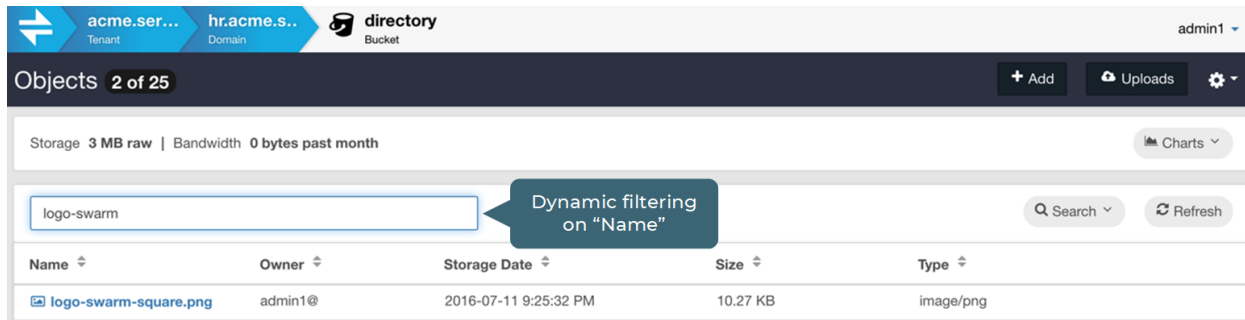 acme.ser... hr.acme.s.. directory
Tenant Domain Bucket
admin1
Objects 2 of 25
+ Add Uploads
Storage 3 MB raw | Bandwidth 0 bytes past month
Charts
logo-swarm
Dynamic filtering
on “Name”
Search Refresh
Name Owner Storage Date Size Type
logo-swarm-square.png admin1@ 2016-07-11 9:25:32 PM 10.27 KB image/png